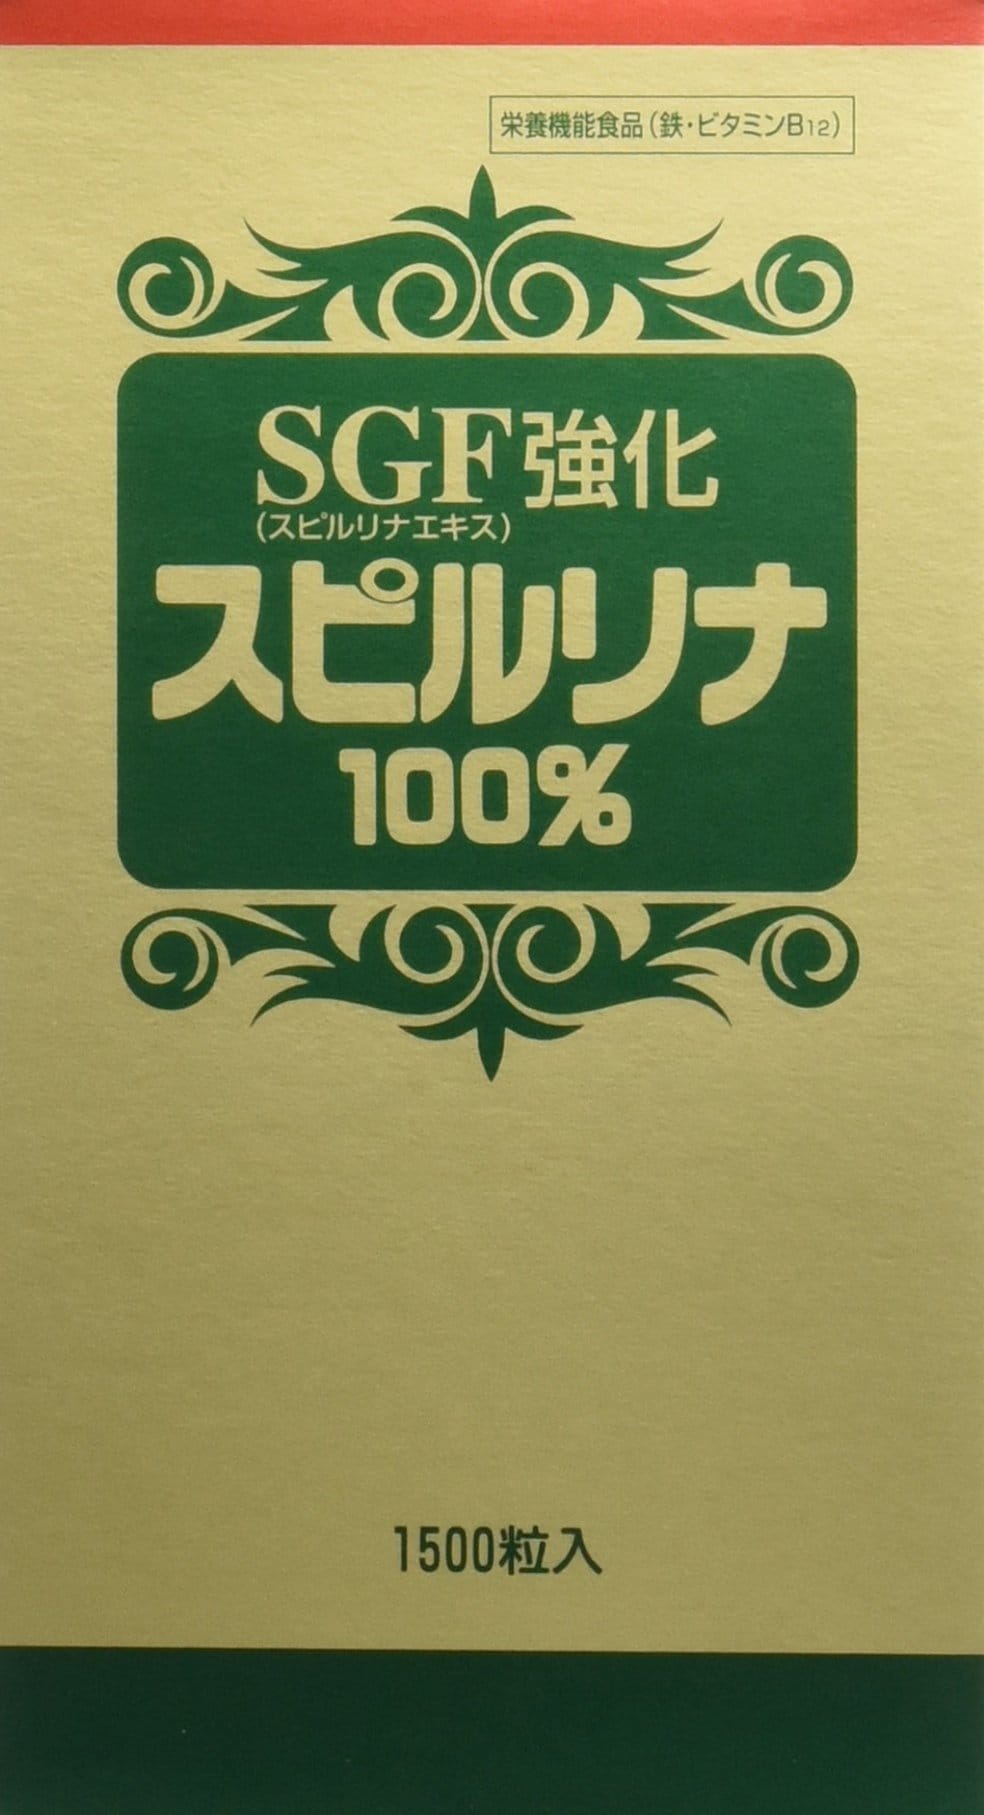 栄養機能食品(鉄・ビタミンB12)
SGF強化
(スピルリナエキス)
スピルリナ
100%
1500粒入